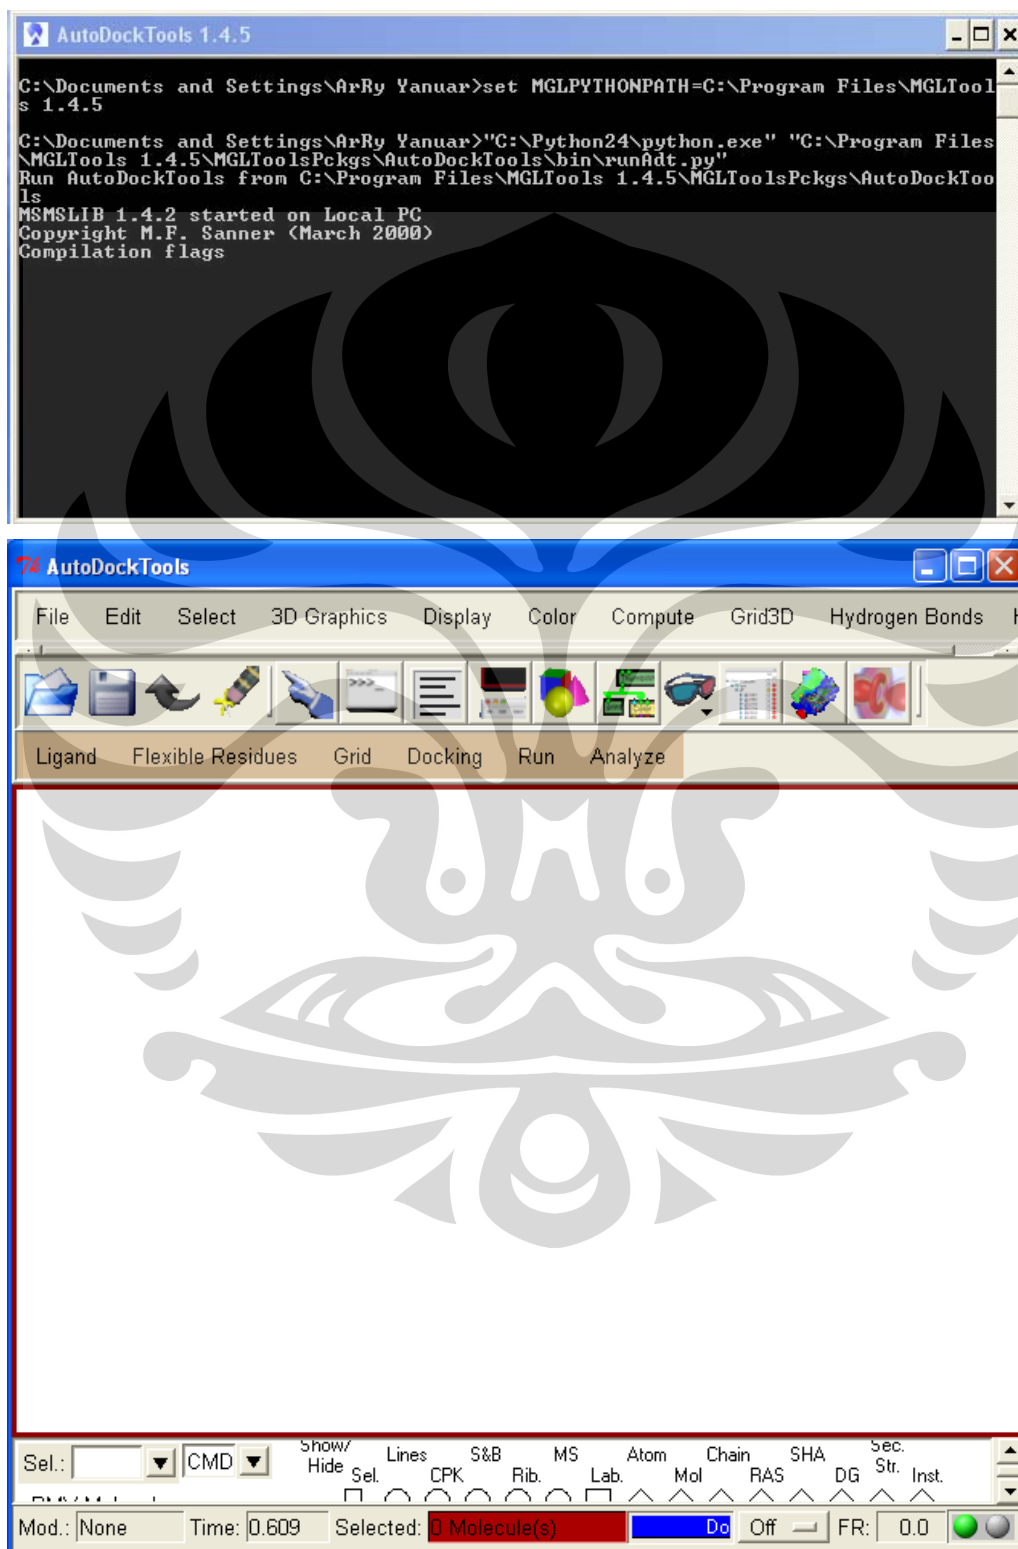 AutoDockTools 1.4.5
C:\Documents and Settings\ArRy Yanuar>set MGLPYTHONPATH=C:\Program Files\MGLTool
s 1.4.5
C:\Documents and Settings\ArRy Yanuar>"C:\Python24\python.exe" "C:\Program Files
\MGLTools 1.4.5\MGLToolsPckgs\AutoDockTools\bin\runAdt.py"
Run AutoDockTools from C:\Program Files\MGLTools 1.4.5\MGLToolsPckgs\AutoDockToo
ls
MSMSLIB 1.4.2 started on Local PC
Copyright M.F. Sanner (March 2000)
Compilation flags
AutoDockTools
File Edit Select 3D Graphics Display Color Compute Grid3D Hydrogen Bonds
Ligand Flexible Residues Grid Docking Run Analyze
Sel.: CMD Show/ Lines S&B MS Atom Chain SHA Sec.
Hide Sel. CPK Rib. Lab. Mol RAS DG Str. Inst.
Mod.: None Time: 0.609 Selected: 0 Molecule(s) Do Off FR: 0.0